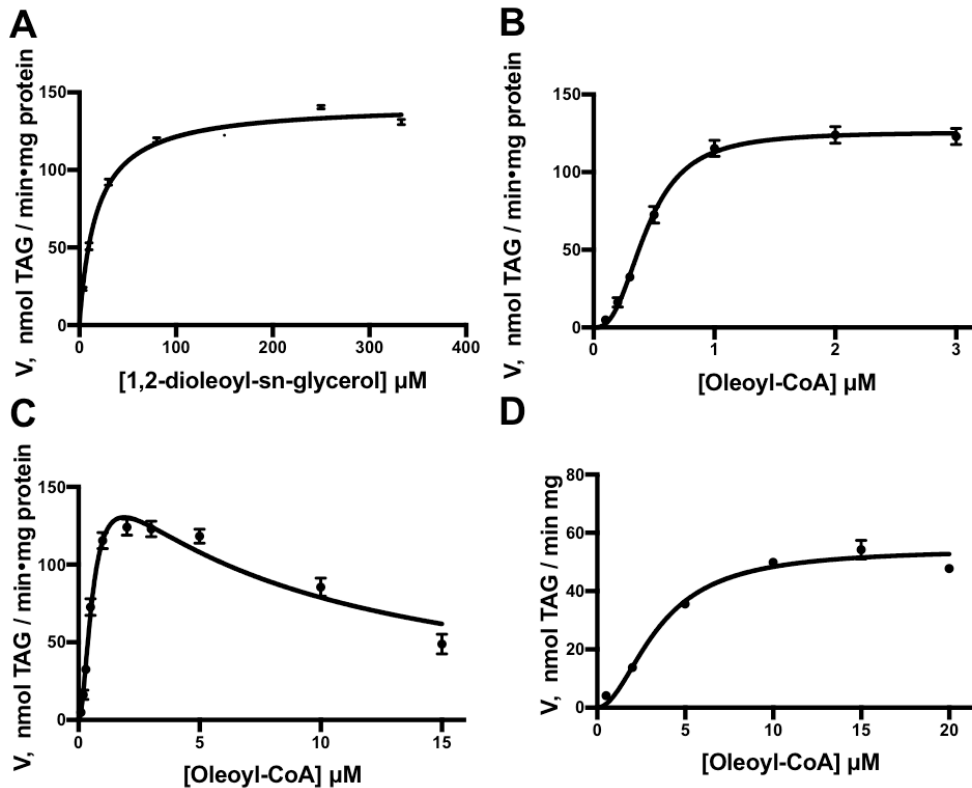 A
V, nmol TAG / min•mg protein
150
100
50
0
0 100 200 300 400
[1,2-dioleoyl-sn-glycerol] µM
B
V, nmol TAG / min•mg protein
150
100
50
0
0 1 2 3
[Oleoyl-CoA] µM
C
V, nmol TAG / min•mg protein
150
100
50
0
0 5 10 15
[Oleoyl-CoA] µM
D
V, nmol TAG / min mg
80
60
40
20
0
0 5 10 15 20
[Oleoyl-CoA] µM